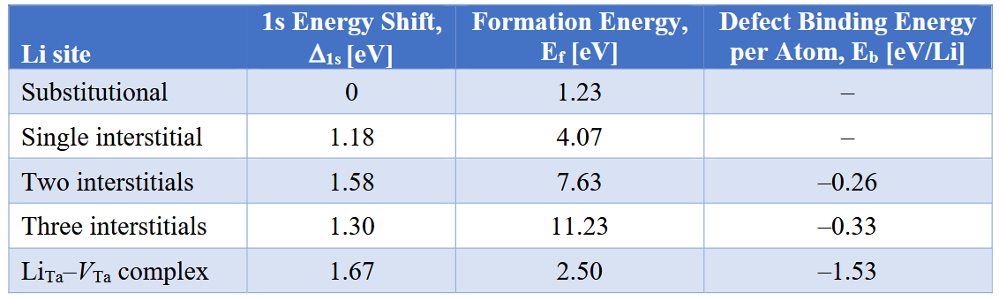 Li site 1s Energy Shift, Δ1s [eV] Formation Energy, Ef [eV] Defect Binding Energy per Atom, Eb [eV/Li]
Substitutional 0 1.23 –
Single interstitial 1.18 4.07 –
Two interstitials 1.58 7.63 –0.26
Three interstitials 1.30 11.23 –0.33
LiTa–VTa complex 1.67 2.50 –1.53